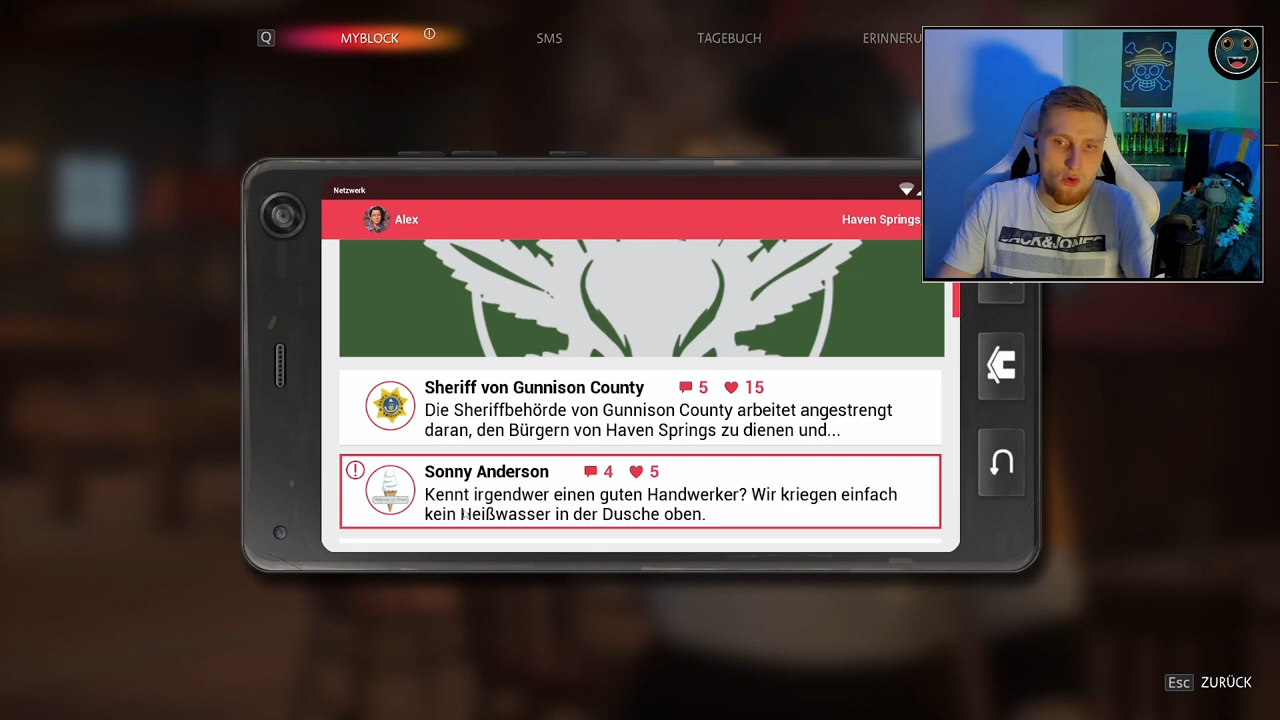 Q MYBLOCK SMS TAGEBUCH ERINNERU
Netzwerk
Alex Haven Springs
Sheriff von Gunnison County 5 15
Die Sheriffbehörde von Gunnison County arbeitet angestrengt
daran, den Bürgern von Haven Springs zu dienen und...
Sonny Anderson 4 5
Kennt irgendwer einen guten Handwerker? Wir kriegen einfach
kein Heißwasser in der Dusche oben.
JACK&JONES
Esc ZURÜCK